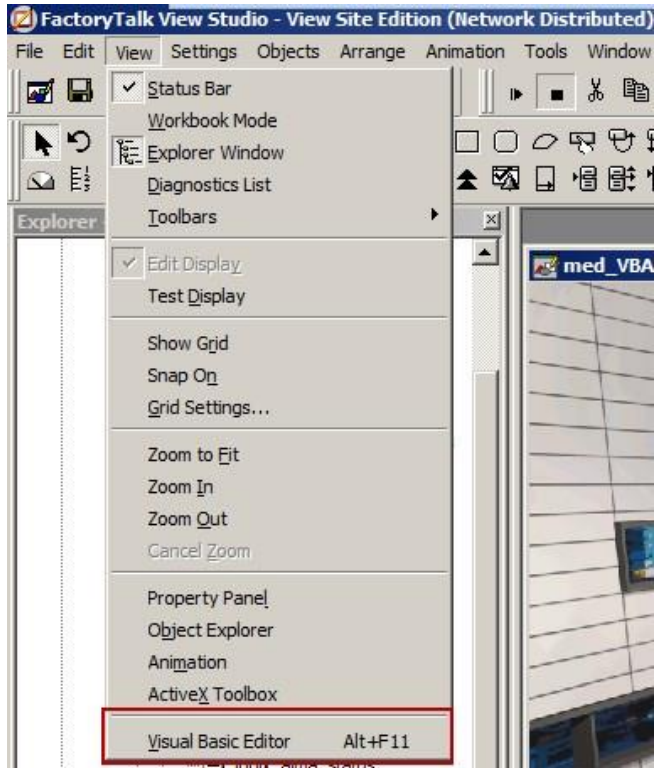 FactoryTalk View Studio - View Site Edition (Network Distributed)
File Edit View Settings Objects Arrange Animation Tools Window
Status Bar
Workbook Mode
Explorer Window
Diagnostics List
Toolbars
Explorer
med_VBA
Edit Display
Test Display
Show Grid
Snap On
Grid Settings...
Zoom to Fit
Zoom In
Zoom Out
Cancel Zoom
Property Panel
Object Explorer
Animation
ActiveX Toolbox
Visual Basic Editor Alt+F11